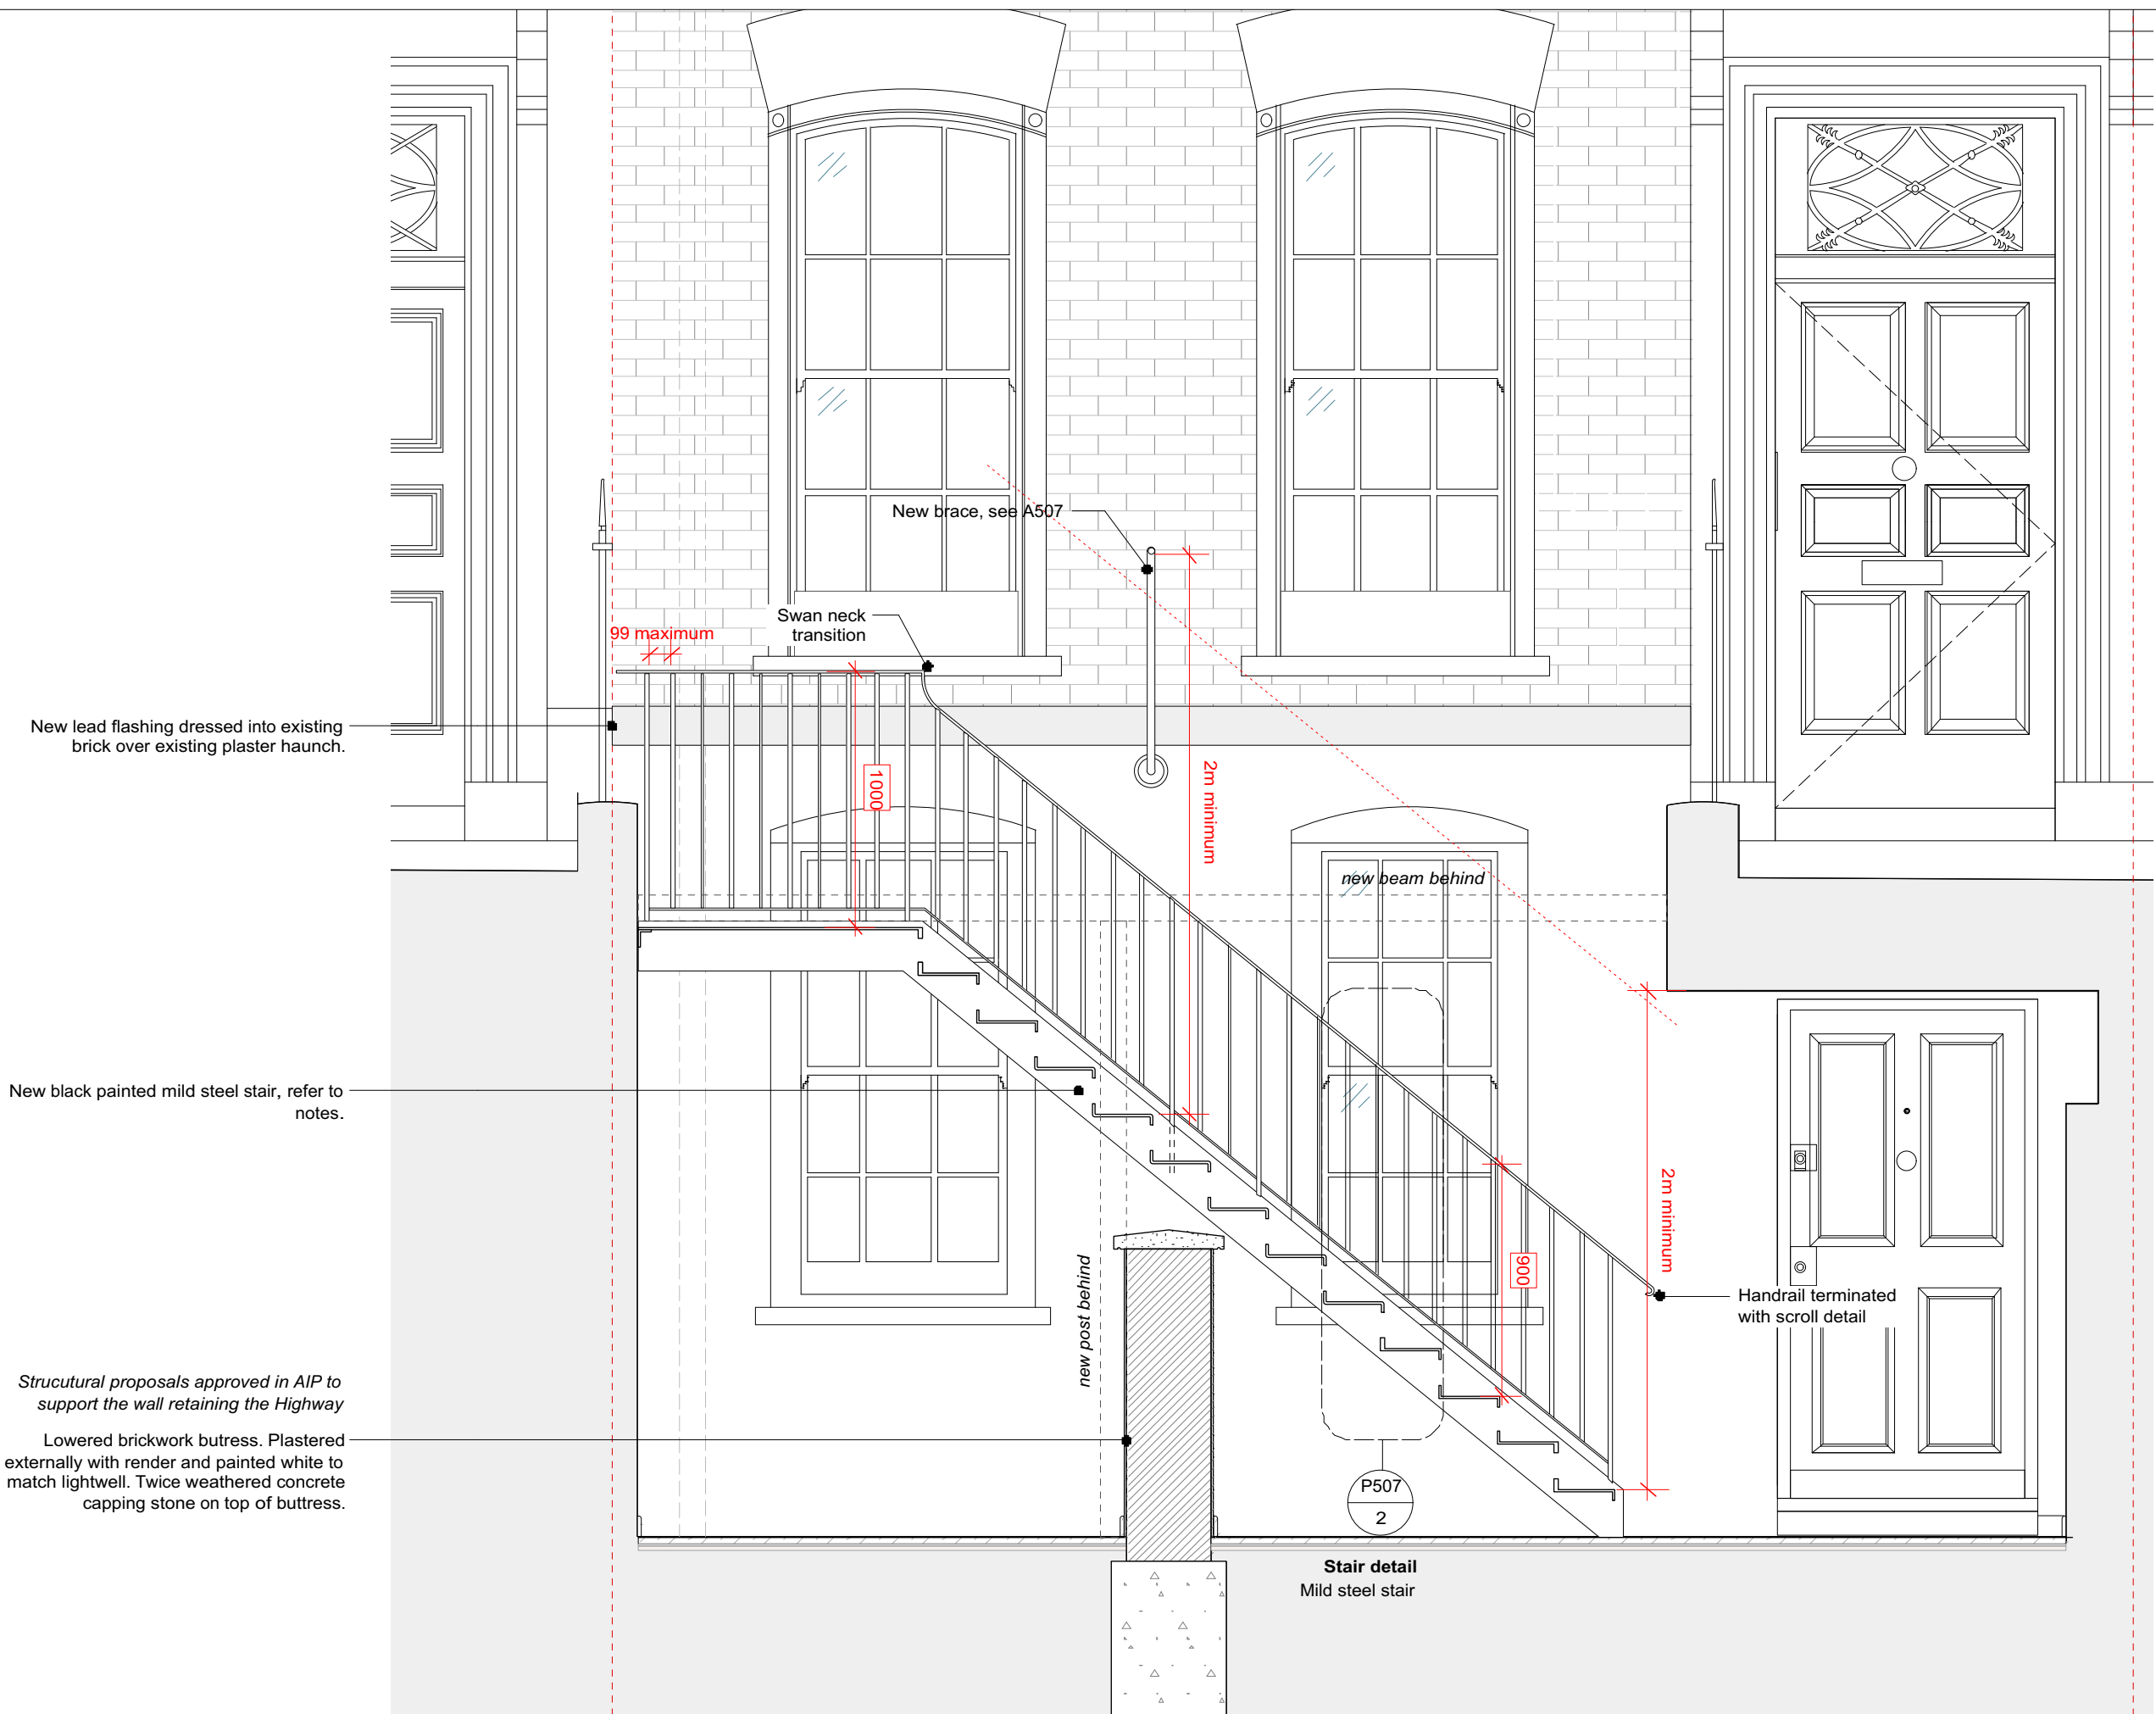 New brace, see A507
Swan neck
transition
99 maximum
New lead flashing dressed into existing
brick over existing plaster haunch.
1000
2m minimum
new beam behind
New black painted mild steel stair, refer to
notes.
2m minimum
900
new post behind
Handrail terminated
with scroll detail
Strucutural proposals approved in AIP to
support the wall retaining the Highway
Lowered brickwork butress. Plastered
externally with render and painted white to
match lightwell. Twice weathered concrete
capping stone on top of buttress.
P507
2
Stair detail
Mild steel stair